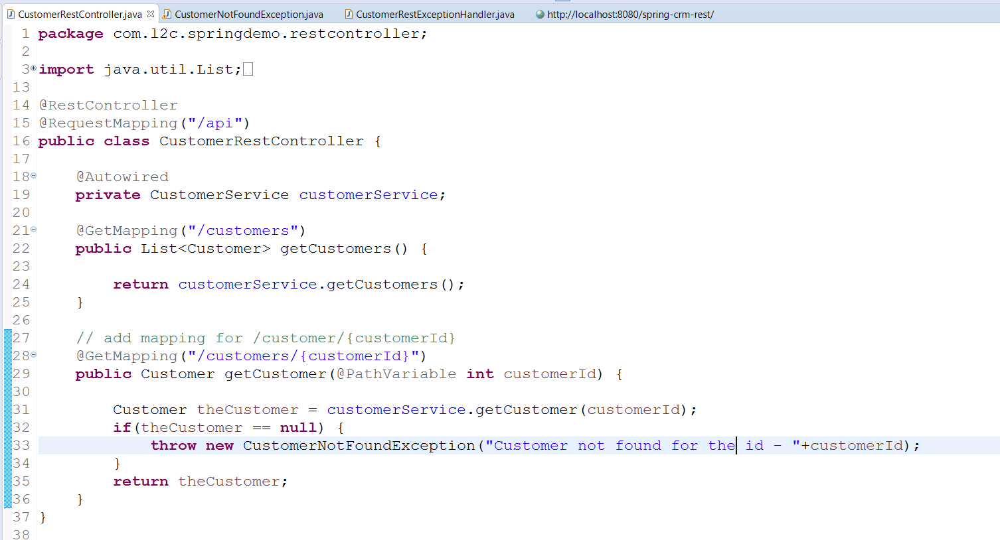 CustomerRestController.java CustomerNotFoundException.java CustomerRestExceptionHandler.java http://localhost:8080/spring-crm-rest/
1 package com.l2c.springdemo.restcontroller;
2
3 import java.util.List;
13
14 @RestController
15 @RequestMapping("/api")
16 public class CustomerRestController {
17
18 @Autowired
19 private CustomerService customerService;
20
21 @GetMapping("/customers")
22 public List<Customer> getCustomers() {
23
24 return customerService.getCustomers();
25 }
26
27 // add mapping for /customer/{customerId}
28 @GetMapping("/customers/{customerId}")
29 public Customer getCustomer(@PathVariable int customerId) {
30
31 Customer theCustomer = customerService.getCustomer(customerId);
32 if(theCustomer == null) {
33 throw new CustomerNotFoundException("Customer not found for the id - "+customerId);
34 }
35 return theCustomer;
36 }
37 }
38